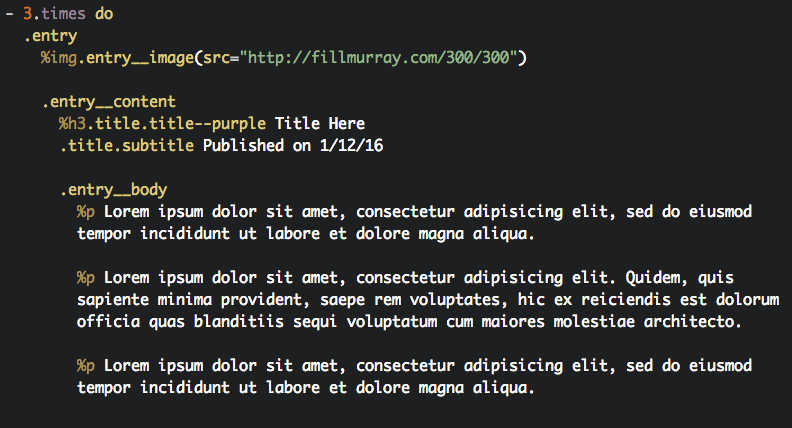 - 3.times do
.entry
%img.entry__image(src="http://fillmurray.com/300/300")
.entry__content
%h3.title.title--purple Title Here
.title.subtitle Published on 1/12/16
.entry__body
%p Lorem ipsum dolor sit amet, consectetur adipisicing elit, sed do eiusmod
tempor incididunt ut labore et dolore magna aliqua.
%p Lorem ipsum dolor sit amet, consectetur adipisicing elit. Quidem, quis
sapiente minima provident, saepe rem voluptates, hic ex reiciendis est dolorum
officia quas blanditiis sequi voluptatum cum maiores molestiae architecto.
%p Lorem ipsum dolor sit amet, consectetur adipisicing elit, sed do eiusmod
tempor incididunt ut labore et dolore magna aliqua.